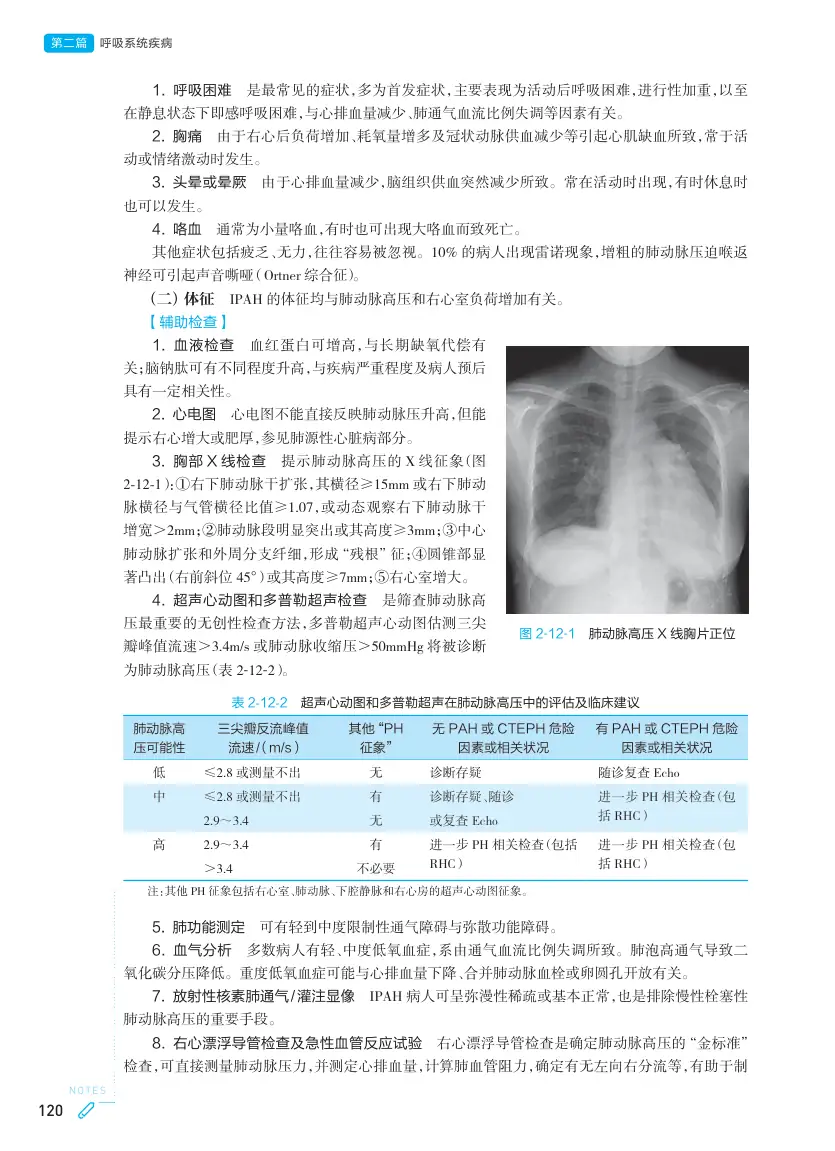 第二篇 呼吸系统疾病
1. 呼吸困难 是最常见的症状,多为首发症状,主要表现为活动后呼吸困难,进行性加重,以至
在静息状态下即感呼吸困难,与心排血量减少、肺通气血流比例失调等因素有关。
2. 胸痛 由于右心后负荷增加、耗氧量增多及冠状动脉供血减少等引起心肌缺血所致,常于活
动或情绪激动时发生。
3. 头晕或晕厥 由于心排血量减少,脑组织供血突然减少所致。常在活动时出现,有时休息时
也可以发生。
4. 咯血 通常为小量咯血,有时也可出现大咯血而致死亡。
其他症状包括疲乏、无力,往往容易被忽视。10% 的病人出现雷诺现象,增粗的肺动脉压迫喉返
神经可引起声音嘶哑(Ortner 综合征)。
(二)体征 IPAH 的体征均与肺动脉高压和右心室负荷增加有关。
【辅助检查】
1. 血液检查 血红蛋白可增高,与长期缺氧代偿有
关;脑钠肽可有不同程度升高,与疾病严重程度及病人预后
具有一定相关性。
2. 心电图 心电图不能直接反映肺动脉压升高,但能
提示右心增大或肥厚,参见肺源性心脏病部分。
3. 胸部 X 线检查 提示肺动脉高压的 X 线征象(图
2-12-1):①右下肺动脉干扩张,其横径≥15mm 或右下肺动
脉横径与气管横径比值≥1.07,或动态观察右下肺动脉干
增宽>2mm;②肺动脉段明显突出或其高度≥3mm;③中心
肺动脉扩张和外周分支纤细,形成“残根”征;④圆锥部显
著凸出(右前斜位 45°)或其高度≥7mm;⑤右心室增大。
4. 超声心动图和多普勒超声检查 是筛查肺动脉高
压最重要的无创性检查方法,多普勒超声心动图估测三尖
瓣峰值流速>3.4m/s 或肺动脉收缩压>50mmHg 将被诊断
为肺动脉高压(表 2-12-2)。
图 2-12-1 肺动脉高压 X 线胸片正位
表 2-12-2 超声心动图和多普勒超声在肺动脉高压中的评估及临床建议
肺动脉高 三尖瓣反流峰值 其他“PH 无 PAH 或 CTEPH 危险 有 PAH 或 CTEPH 危险
压可能性 流速/(m/s) 征象” 因素或相关状况 因素或相关状况
低 ≤2.8 或测量不出 无 诊断存疑 随诊复查 Echo
中 ≤2.8 或测量不出 有 诊断存疑、随诊 进一步 PH 相关检查(包
2.9~3.4 无 或复查 Echo 括 RHC)
高 2.9~3.4 有 进一步 PH 相关检查(包括 进一步 PH 相关检查(包
>3.4 不必要 RHC) 括 RHC)
注:其他 PH 征象包括右心室、肺动脉、下腔静脉和右心房的超声心动图征象。
5. 肺功能测定 可有轻到中度限制性通气障碍与弥散功能障碍。
6. 血气分析 多数病人有轻、中度低氧血症,系由通气血流比例失调所致。肺泡高通气导致二
氧化碳分压降低。重度低氧血症可能与心排血量下降、合并肺动脉血栓或卵圆孔开放有关。
7. 放射性核素肺通气/灌注显像 IPAH 病人可呈弥漫性稀疏或基本正常,也是排除慢性栓塞性
肺动脉高压的重要手段。
8. 右心漂浮导管检查及急性血管反应试验 右心漂浮导管检查是确定肺动脉高压的“金标准”
检查,可直接测量肺动脉压力,并测定心排血量,计算肺血管阻力,确定有无左向右分流等,有助于制
NOTES
120